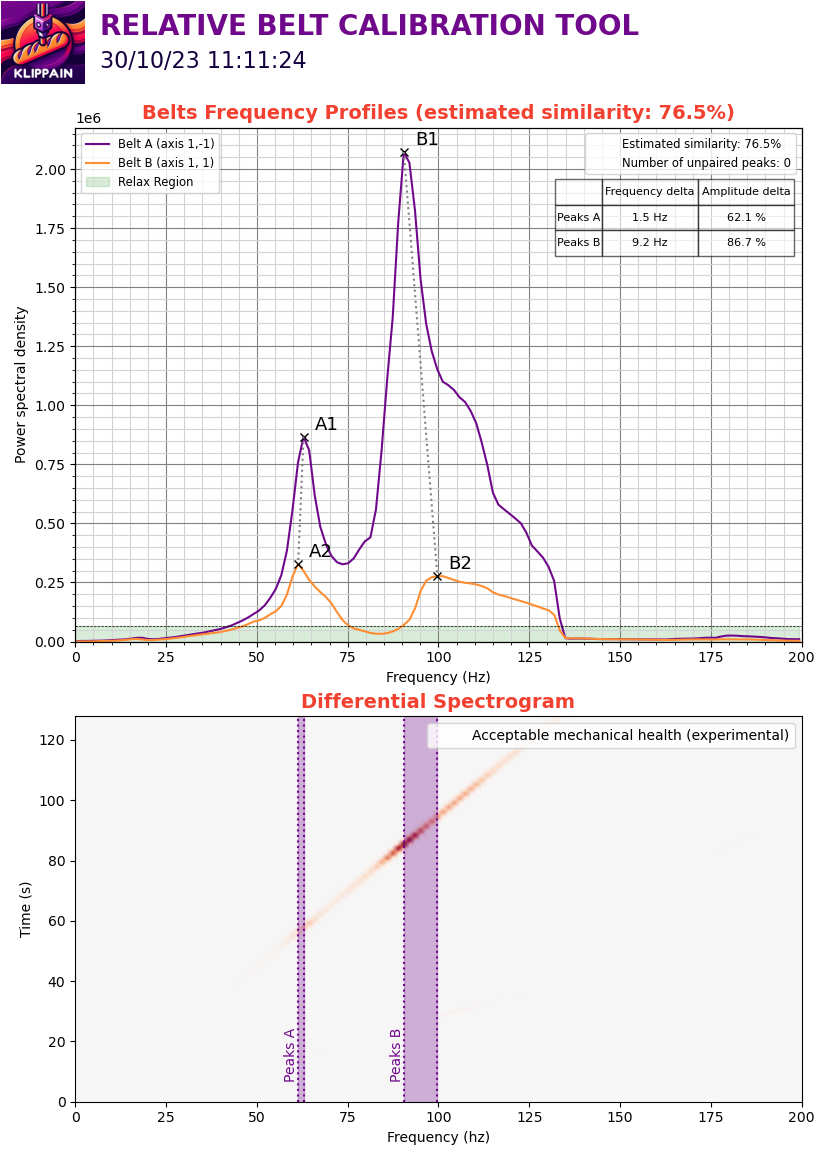 KLIPPAIN
RELATIVE BELT CALIBRATION TOOL
30/10/23 11:11:24
Belts Frequency Profiles (estimated similarity: 76.5%)
1e6
Belt A (axis 1,-1)
Belt B (axis 1, 1)
Relax Region
Estimated similarity: 76.5%
Number of unpaired peaks: 0
Frequency delta Amplitude delta
Peaks A 1.5 Hz 62.1 %
Peaks B 9.2 Hz 86.7 %
B1
A1
A2
B2
2.00
1.75
1.50
1.25
1.00
0.75
0.50
0.25
0.00
Power spectral density
0 25 50 75 100 125 150 175 200
Frequency (Hz)
Differential Spectrogram
Acceptable mechanical health (experimental)
120
100
80
60
40
20
0
Time (s)
Peaks A
Peaks B
0 25 50 75 100 125 150 175 200
Frequency (hz)